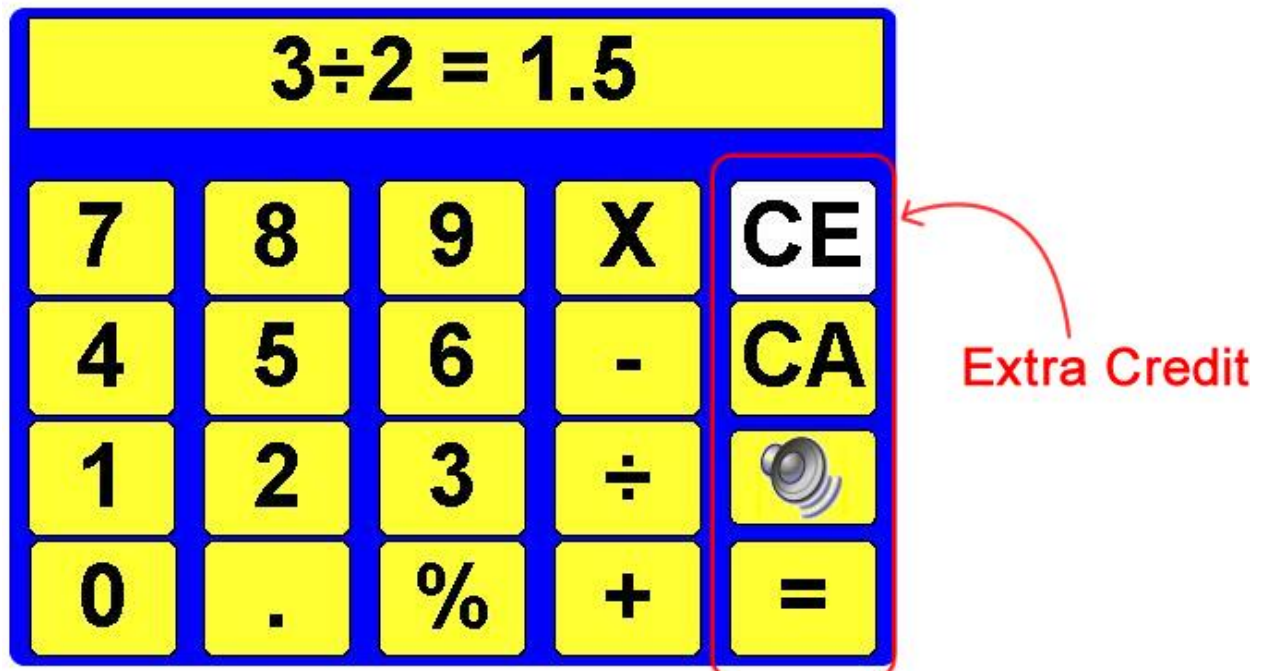 3÷2 = 1.5
7 8 9 X CE
4 5 6 - CA
Extra Credit
1 2 3 ÷
0 . % + =